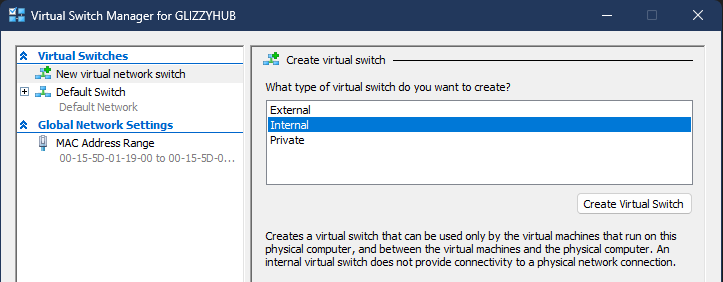 Virtual Switch Manager for GLIZZYHUB
Virtual Switches
New virtual network switch
Default Switch
Default Network
Global Network Settings
MAC Address Range
00-15-5D-01-19-00 to 00-15-5D-0...
Create virtual switch
What type of virtual switch do you want to create?
External
Internal
Private
Create Virtual Switch
Creates a virtual switch that can be used only by the virtual machines that run on this
physical computer, and between the virtual machines and the physical computer. An
internal virtual switch does not provide connectivity to a physical network connection.